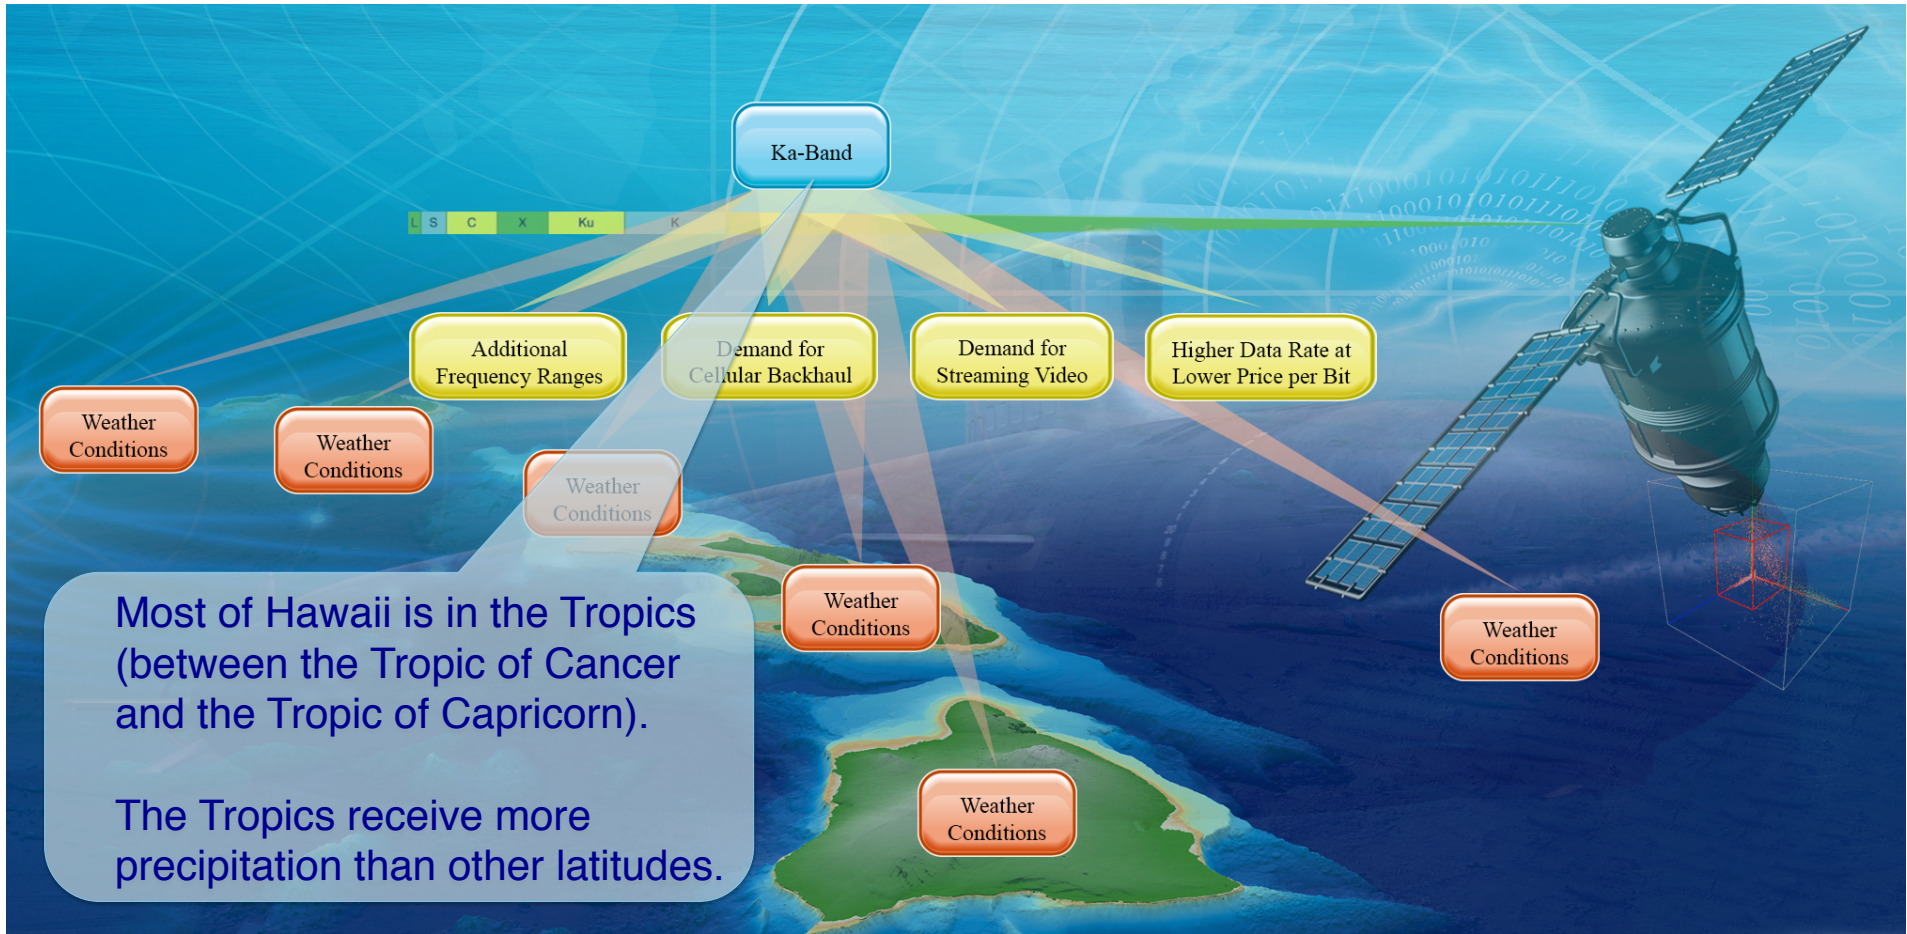 Ka-Band
L S C X Ku K
Additional
Frequency Ranges
Demand for
Cellular Backhaul
Demand for
Streaming Video
Higher Data Rate at
Lower Price per Bit
Weather
Conditions
Weather
Conditions
Weather
Conditions
Weather
Conditions
Weather
Conditions
Weather
Conditions
Most of Hawaii is in the Tropics
(between the Tropic of Cancer
and the Tropic of Capricorn).
The Tropics receive more
precipitation than other latitudes.